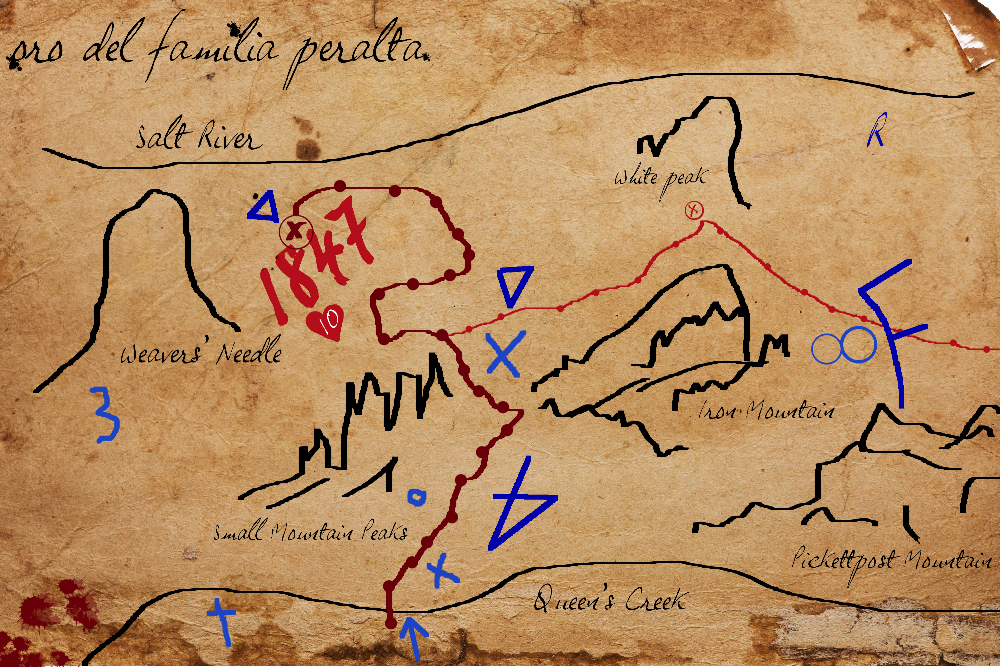 oro del familia peralta.
Salt River
R
White peak
X
X
1847
10
Weavers' Needle
X
3
Iron Mountain
Small Mountain Peaks
Pickettpost Mountain
X
Queen's Creek